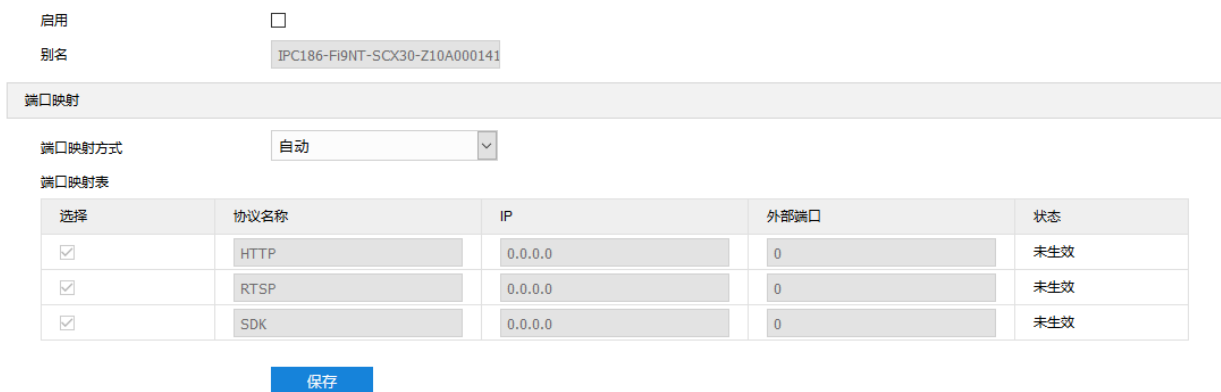 启用
别名 IPC186-Fi9NT-SCX30-Z10A000141
端口映射
端口映射方式 自动
端口映射表
选择 协议名称 IP 外部端口 状态
HTTP 0.0.0.0 0 未生效
RTSP 0.0.0.0 0 未生效
SDK 0.0.0.0 0 未生效
保存